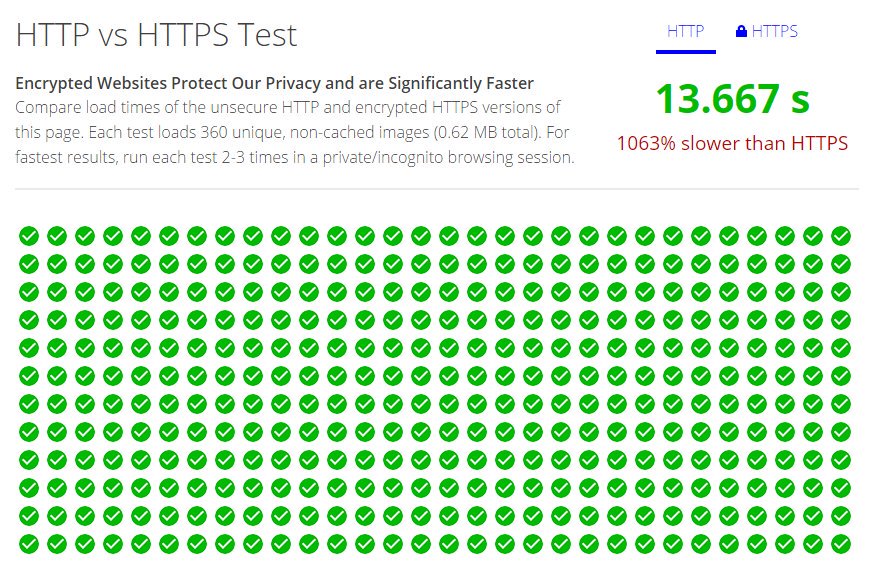 HTTP vs HTTPS Test
HTTP
HTTPS
Encrypted Websites Protect Our Privacy and are Significantly Faster
Compare load times of the unsecure HTTP and encrypted HTTPS versions of
this page. Each test loads 360 unique, non-cached images (0.62 MB total). For
fastest results, run each test 2-3 times in a private/incognito browsing session.
13.667 s
1063% slower than HTTPS